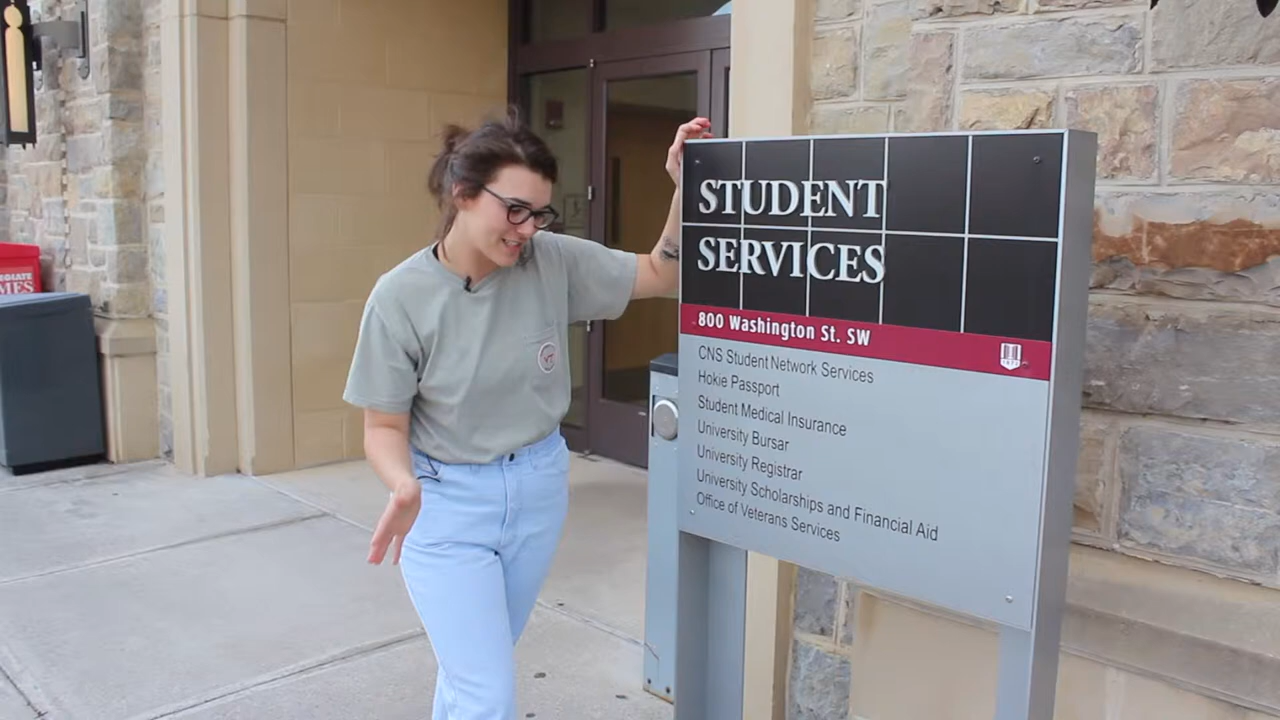 STUDENT
SERVICES
800 Washington St. SW
CNS Student Network Services
Hokie Passport
Student Medical Insurance
University Bursar
University Registrar
University Scholarships and Financial Aid
Office of Veterans Services